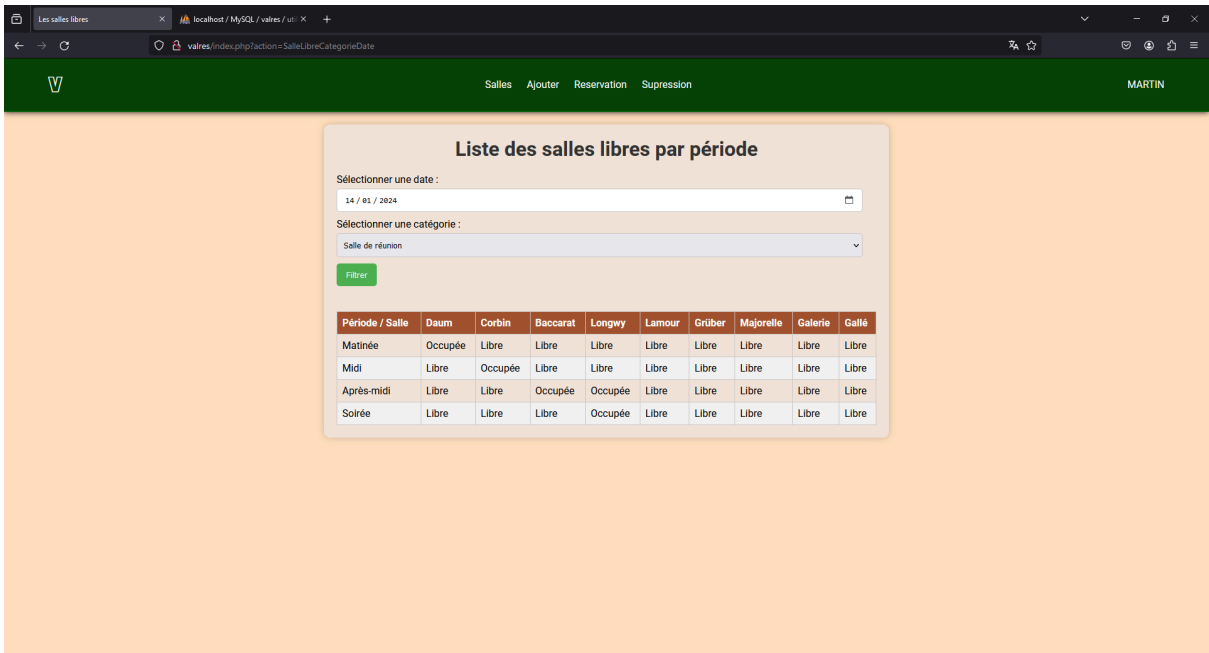 Les salles libres
localhost / MySQL / valres / uti
valres/index.php?action=SalleLibreCategorieDate
V Salles Ajouter Reservation Supression MARTIN
Liste des salles libres par période
Sélectionner une date :
14 / 01 / 2024
Sélectionner une catégorie :
Salle de réunion
Filtrer
Période / Salle Daum Corbin Baccarat Longwy Lamour Grüber Majorelle Galerie Gallé
Matinée Occupée Libre Libre Libre Libre Libre Libre Libre Libre
Midi Libre Occupée Libre Libre Libre Libre Libre Libre Libre
Après-midi Libre Libre Occupée Occupée Libre Libre Libre Libre Libre
Soirée Libre Libre Libre Occupée Libre Libre Libre Libre Libre